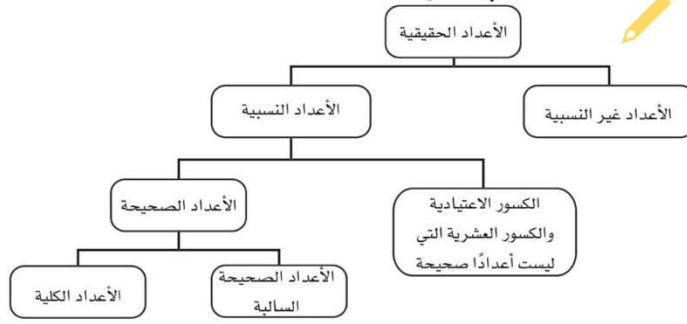 الأعداد الحقيقية
الأعداد النسبية
الأعداد غير النسبية
الأعداد الصحيحة
الكسور الاعتيادية
والكسور العشرية التي
ليست أعدادًا صحيحة
الأعداد الكلية
الأعداد الصحيحة
السالبة